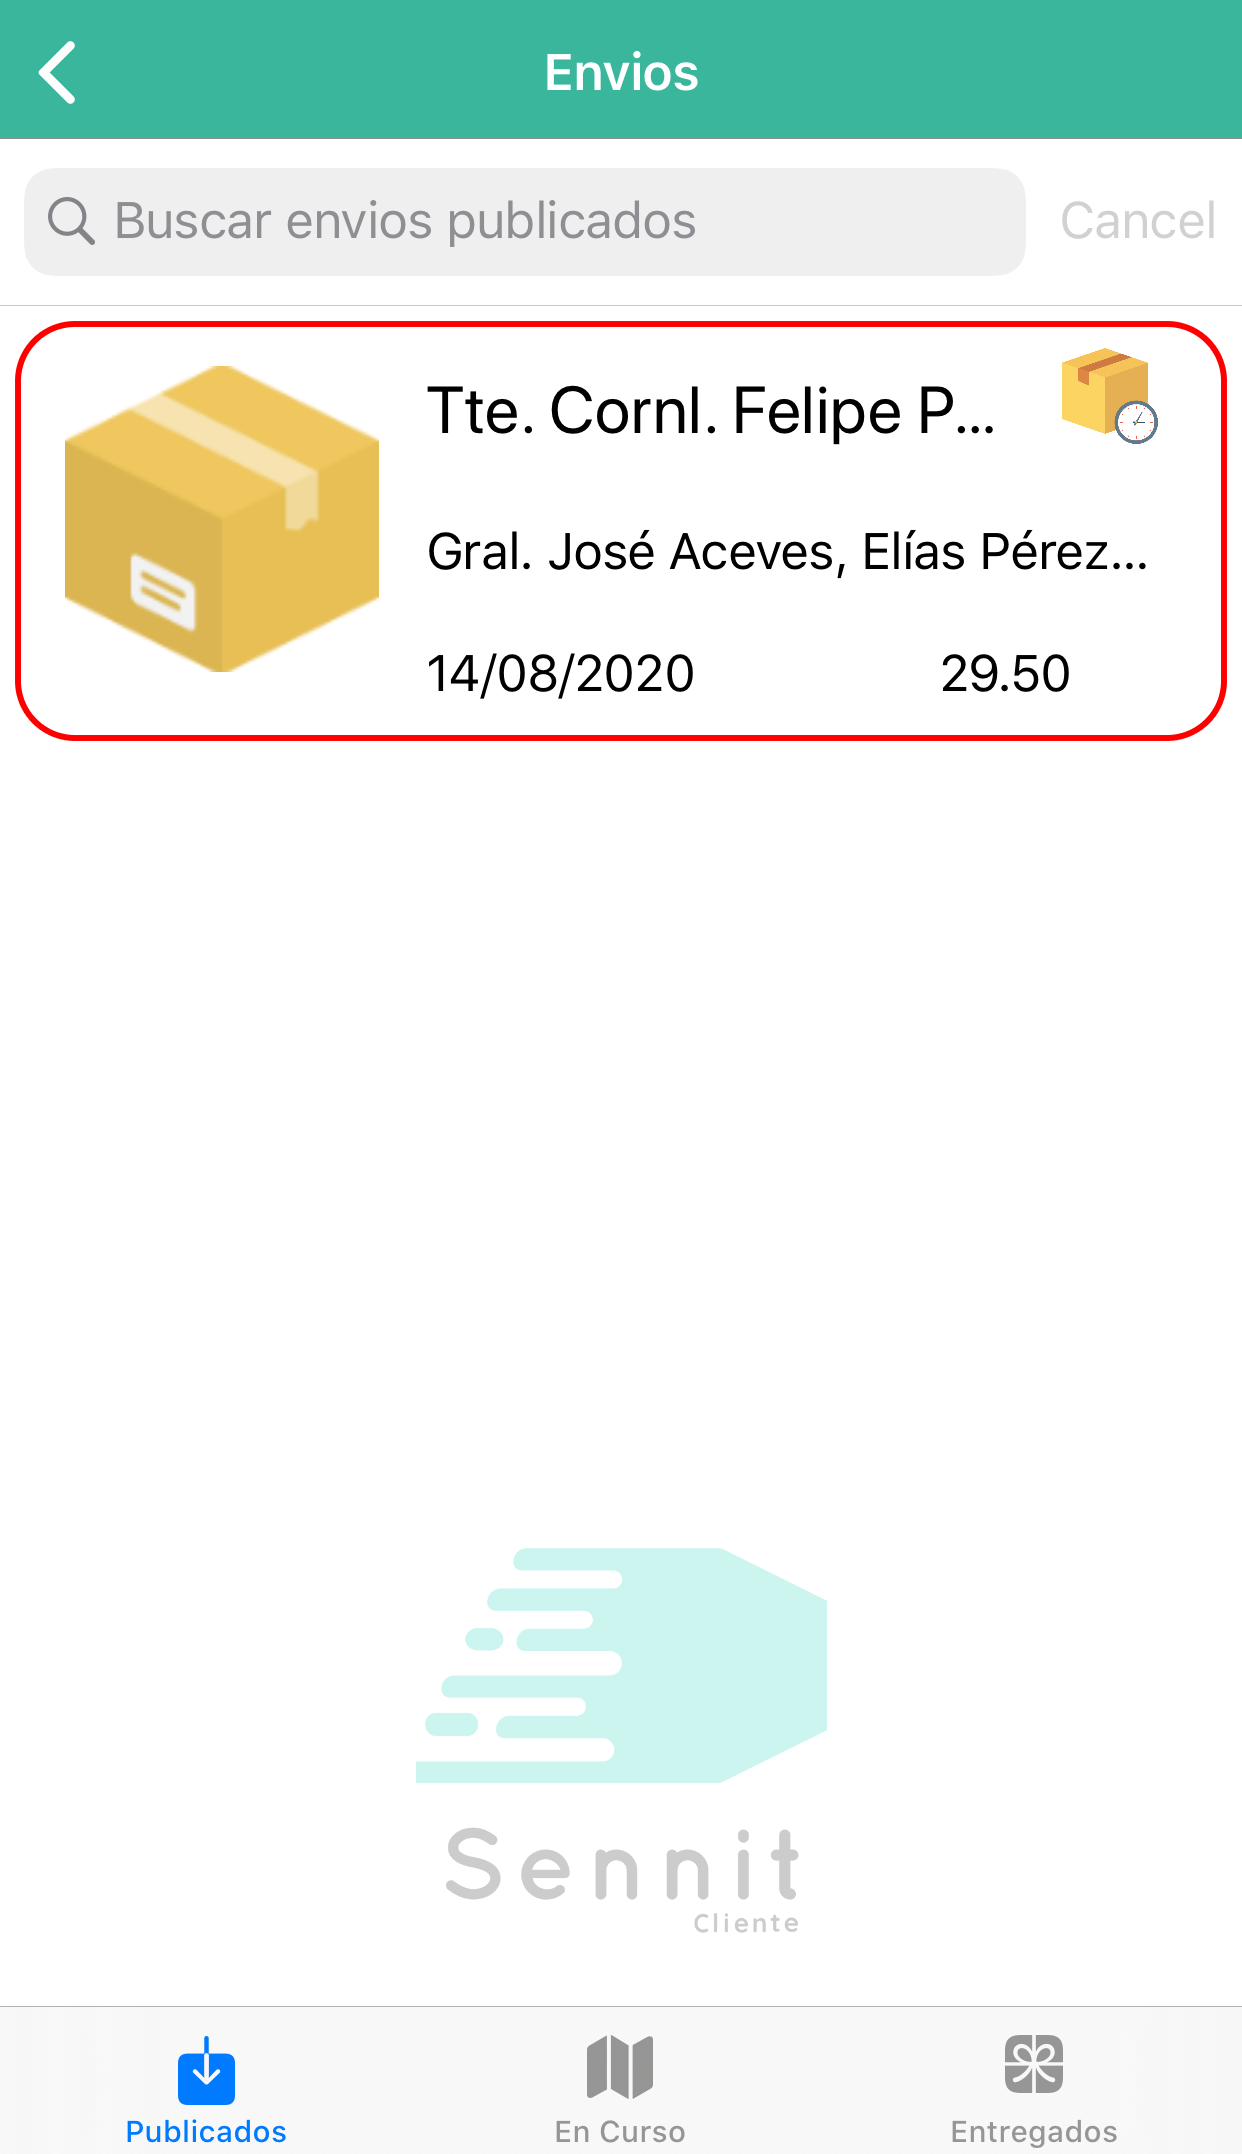 Envios
Buscar envios publicados
Cancel
Tte. Cornl. Felipe P...
Gral. José Aceves, Elías Pérez...
14/08/2020
29.50
Sennit
Cliente
Publicados
En Curso
Entregados